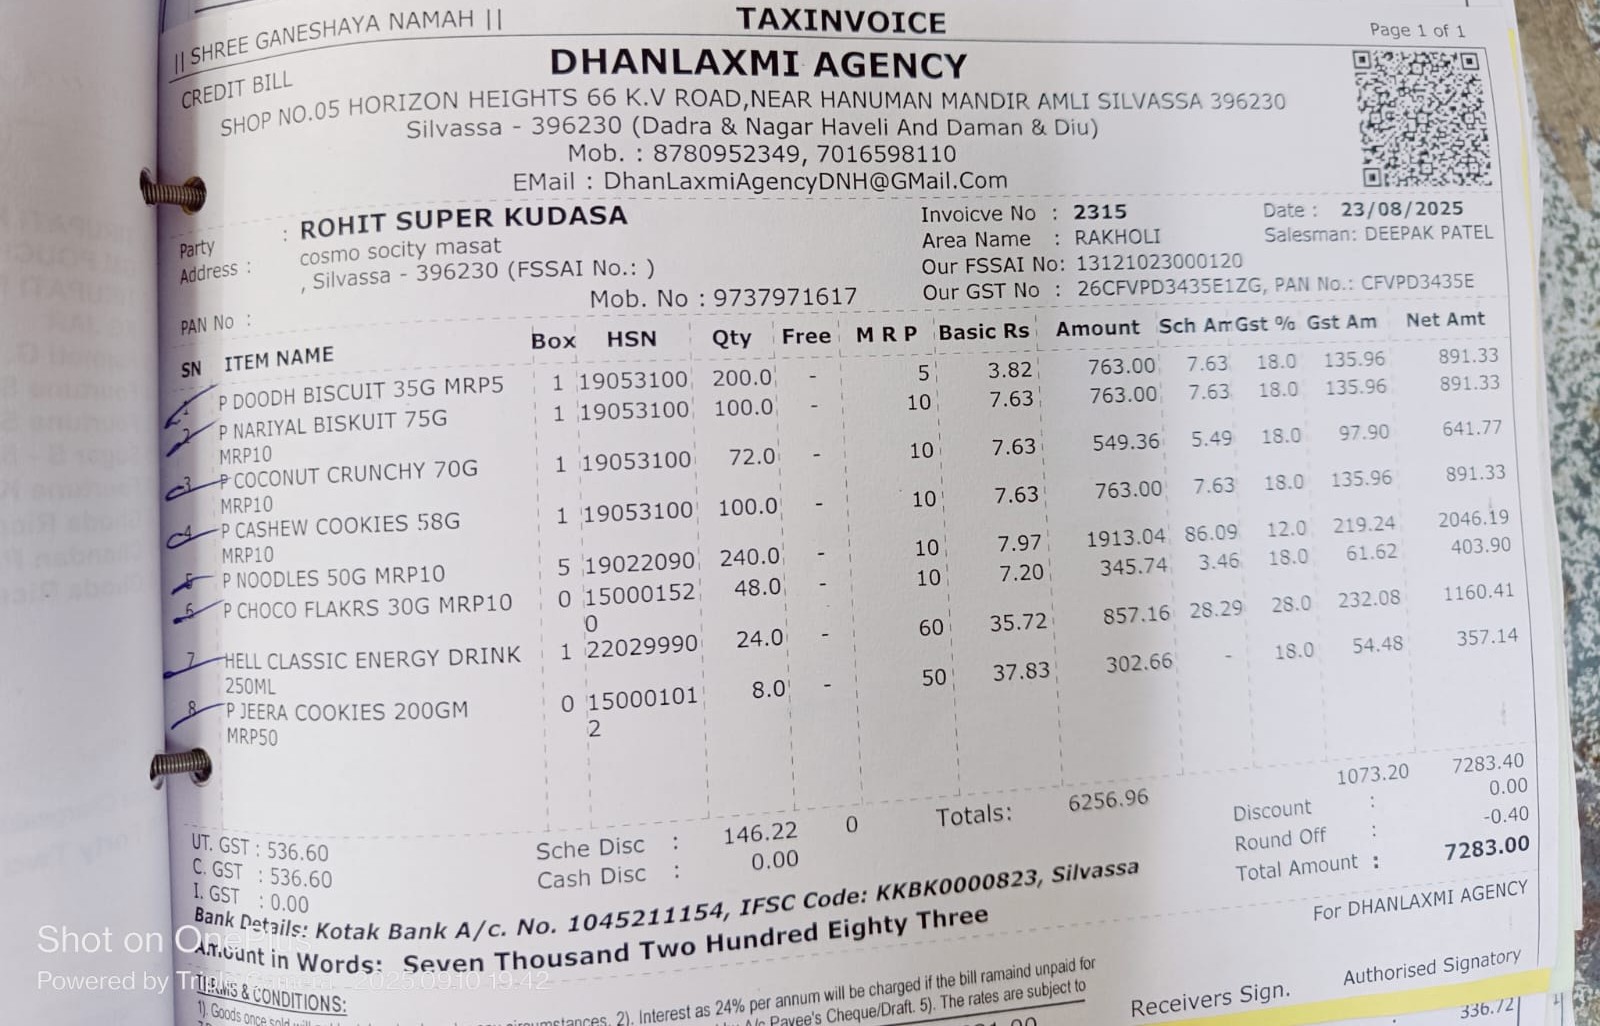 || SHREE GANESHAYA NAMAH ||
TAXINVOICE
Page 1 of 1
CREDIT BILL
DHANLAXMI AGENCY
SHOP NO.05 HORIZON HEIGHTS 66 K.V ROAD,NEAR HANUMAN MANDIR AMLI SILVASSA 396230
Silvassa - 396230 (Dadra & Nagar Haveli And Daman & Diu)
Mob. : 8780952349, 7016598110
EMail : DhanLaxmiAgencyDNH@GMail.Com
Party : ROHIT SUPER KUDASA
Address : cosmo socity masat
, Silvassa - 396230 (FSSAI No.: )
Mob. No : 9737971617
PAN No :
Invoicve No : 2315 Date : 23/08/2025
Area Name : RAKHOLI Salesman: DEEPAK PATEL
Our FSSAI No: 13121023000120
Our GST No : 26CFVPD3435E1ZG, PAN No.: CFVPD3435E
SN ITEM NAME Box HSN Qty Free M R P Basic Rs Amount Sch Am Gst % Gst Am Net Amt
1 P DOODH BISCUIT 35G MRP5 1 19053100 200.0 - 5 3.82 763.00 7.63 18.0 135.96 891.33
2 P NARIYAL BISKUIT 75G 1 19053100 100.0 - 10 7.63 763.00 7.63 18.0 135.96 891.33
MRP10
3 P COCONUT CRUNCHY 70G 1 19053100 72.0 - 10 7.63 549.36 5.49 18.0 97.90 641.77
MRP10
4 P CASHEW COOKIES 58G 1 19053100 100.0 - 10 7.63 763.00 7.63 18.0 135.96 891.33
MRP10
5 P NOODLES 50G MRP10 5 19022090 240.0 - 10 7.97 1913.04 86.09 12.0 219.24 2046.19
6 P CHOCO FLAKRS 30G MRP10 0 15000152 48.0 - 10 7.20 345.74 3.46 18.0 61.62 403.90
0
7 HELL CLASSIC ENERGY DRINK 1 22029990 24.0 - 60 35.72 857.16 28.29 28.0 232.08 1160.41
250ML
8 P JEERA COOKIES 200GM 0 15000101 8.0 - 50 37.83 302.66 - 18.0 54.48 357.14
MRP50 2
1073.20 7283.40
UT. GST : 536.60 Sche Disc : 146.22 0 Totals: 6256.96 Discount : 0.00
C. GST : 536.60 Cash Disc : 0.00 Round Off : -0.40
I. GST : 0.00 Total Amount : 7283.00
Bank Details: Kotak Bank A/c. No. 1045211154, IFSC Code: KKBK0000823, Silvassa
For DHANLAXMI AGENCY
Amount in Words: Seven Thousand Two Hundred Eighty Three
TERMS & CONDITIONS:
1). Goods once sold
2). Interest as 24% per annum will be charged if the bill ramaind unpaid for
A/c Payee's Cheque/Draft. 5). The rates are subject to
Receivers Sign. Authorised Signatory
336.72
Shot on OnePlus
Powered by Triple Camera 2025.09.10 19:42